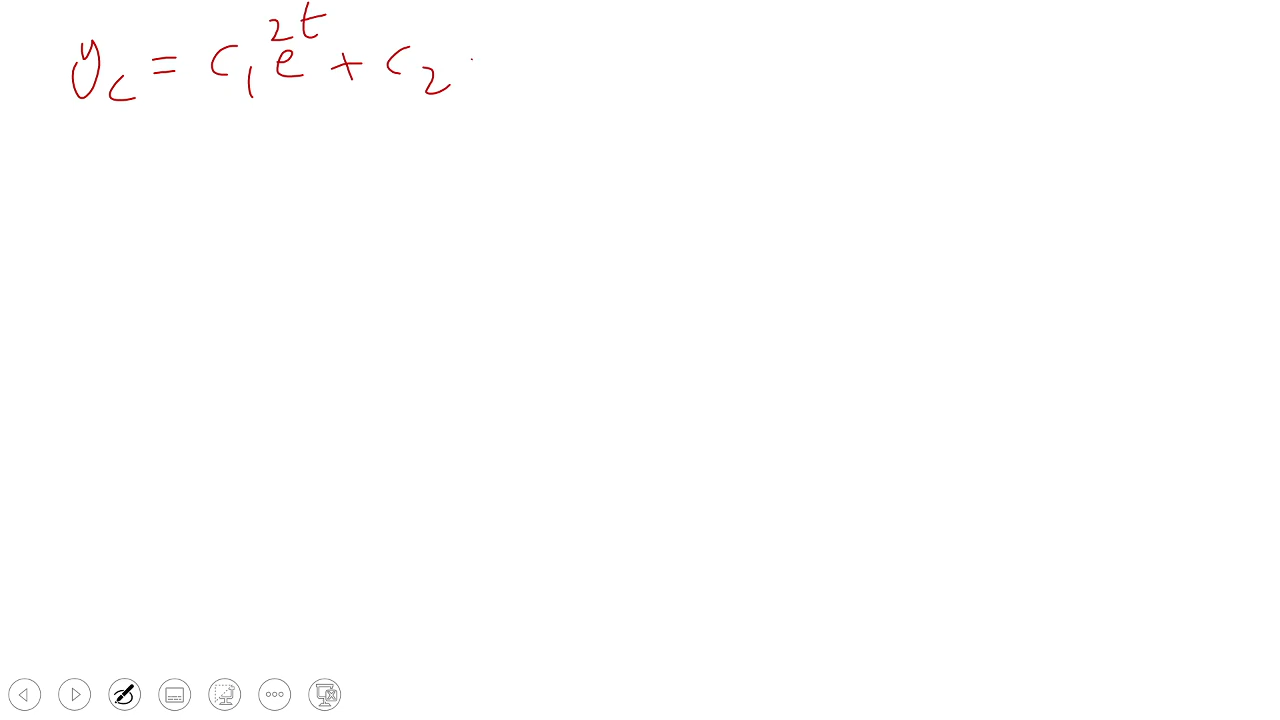 y_c = c_1 e^{2t} + c_2